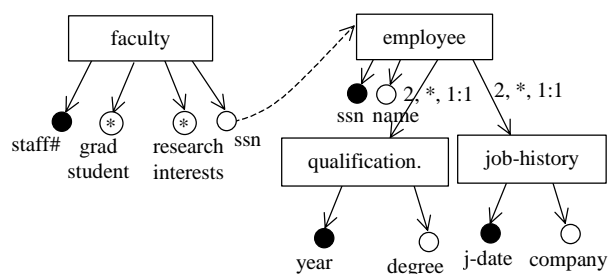 faculty
employee
* *
staff# grad student
research interests
ssn
ssn name
2, *, 1:1
2, *, 1:1
qualification.
job-history
year
degree
j-date
company